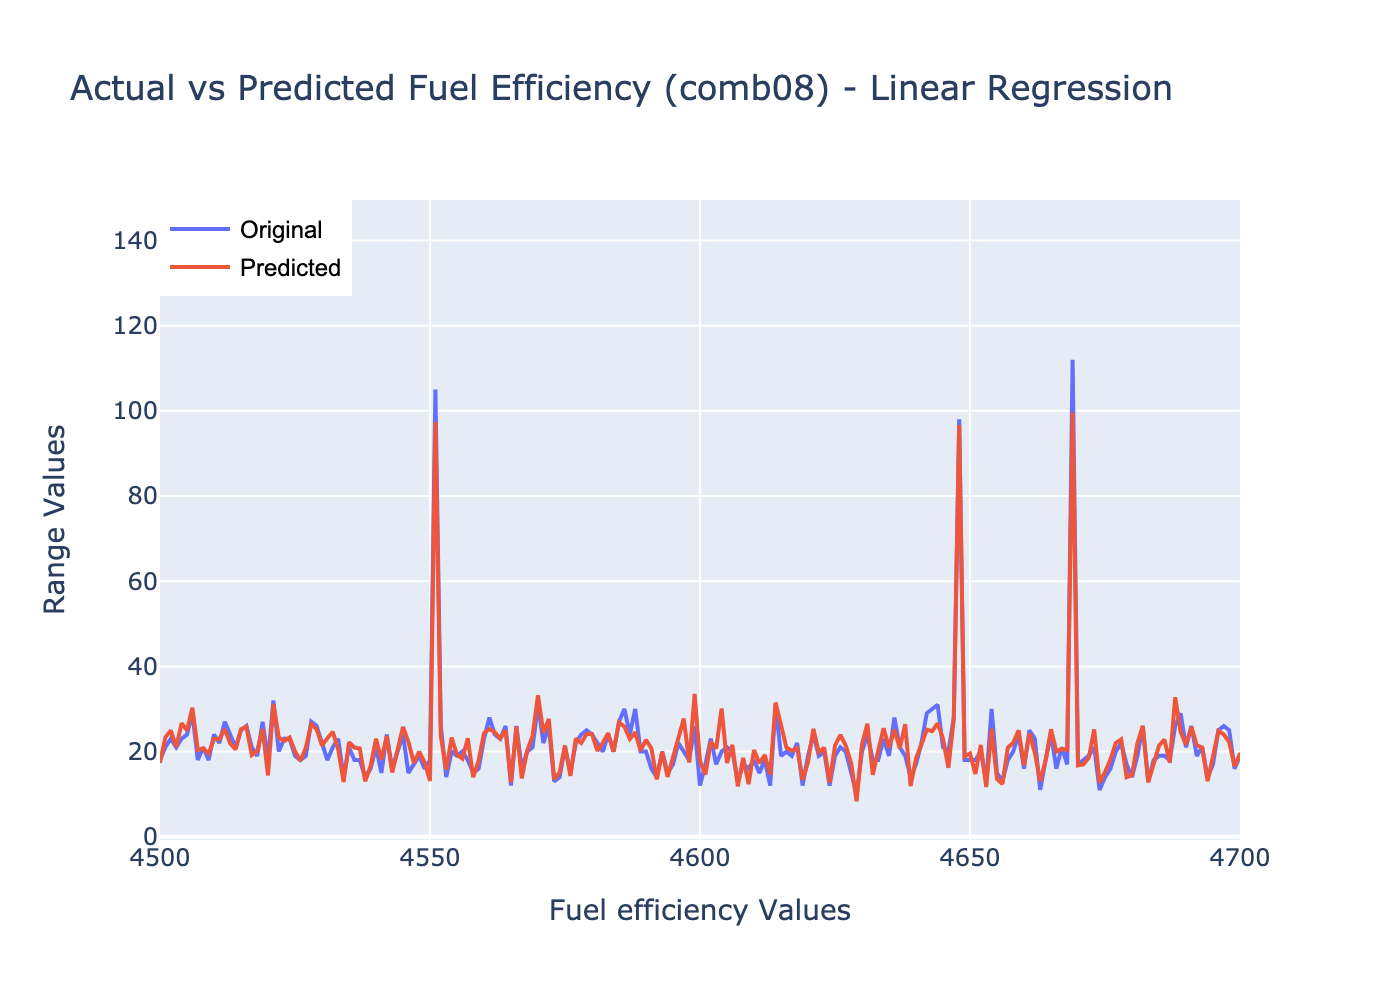 Actual vs Predicted Fuel Efficiency (comb08) - Linear Regression
Original
Predicted
140
120
100
80
60
40
20
0
Range Values
4500
4550
4600
4650
4700
Fuel efficiency Values